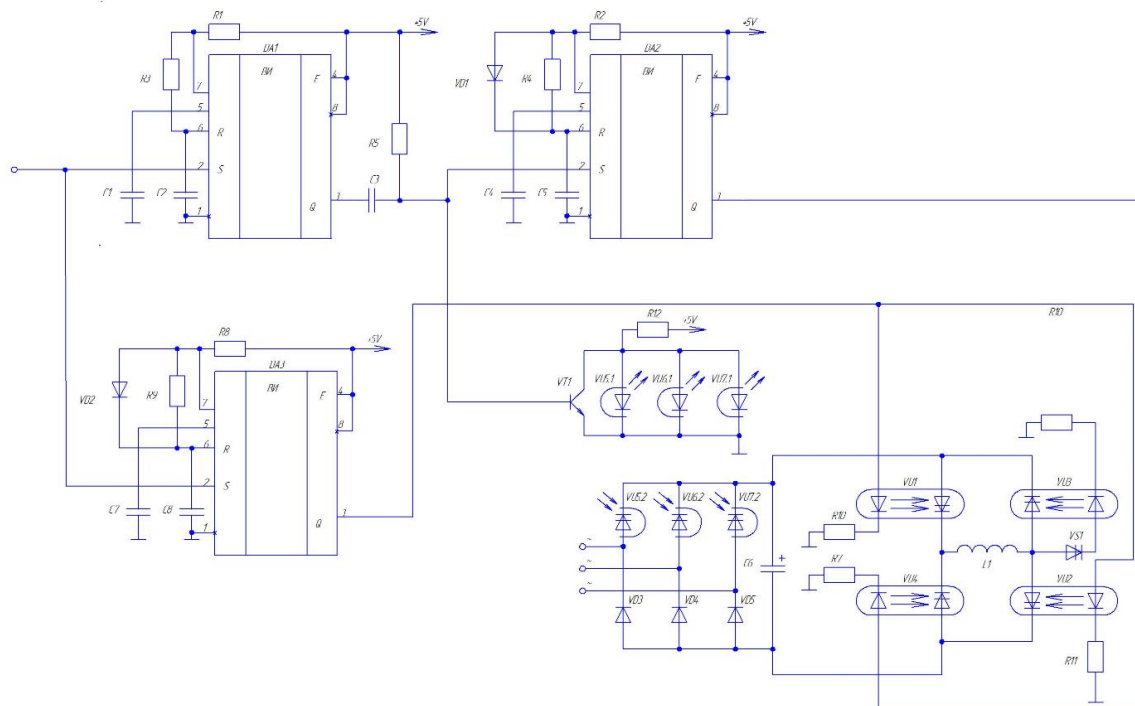 R1 +5V R2 +5V
DA1 DA2
R3 ВИ F 4 VD1 R4 ВИ F 4
7 8 7 8
5 5
6 R R5 6 R
2 S 2 S
C1 C2 C3 C4 C5
1 Q 3 1 Q 3
R8 +5V R12 +5V R10
DA3
VD2 R9 ВИ F 4 VT1 VU5.1 VU6.1 VU7.1
7
5 8
6 R
2 S
C7 C8 VU5.2 VU6.2 VU7.2 VU1 VU3
1 Q 3 R10
~ VS1
~ R7 C6 + L1
~ VU4 VU2
VD3 VD4 VD5
R11